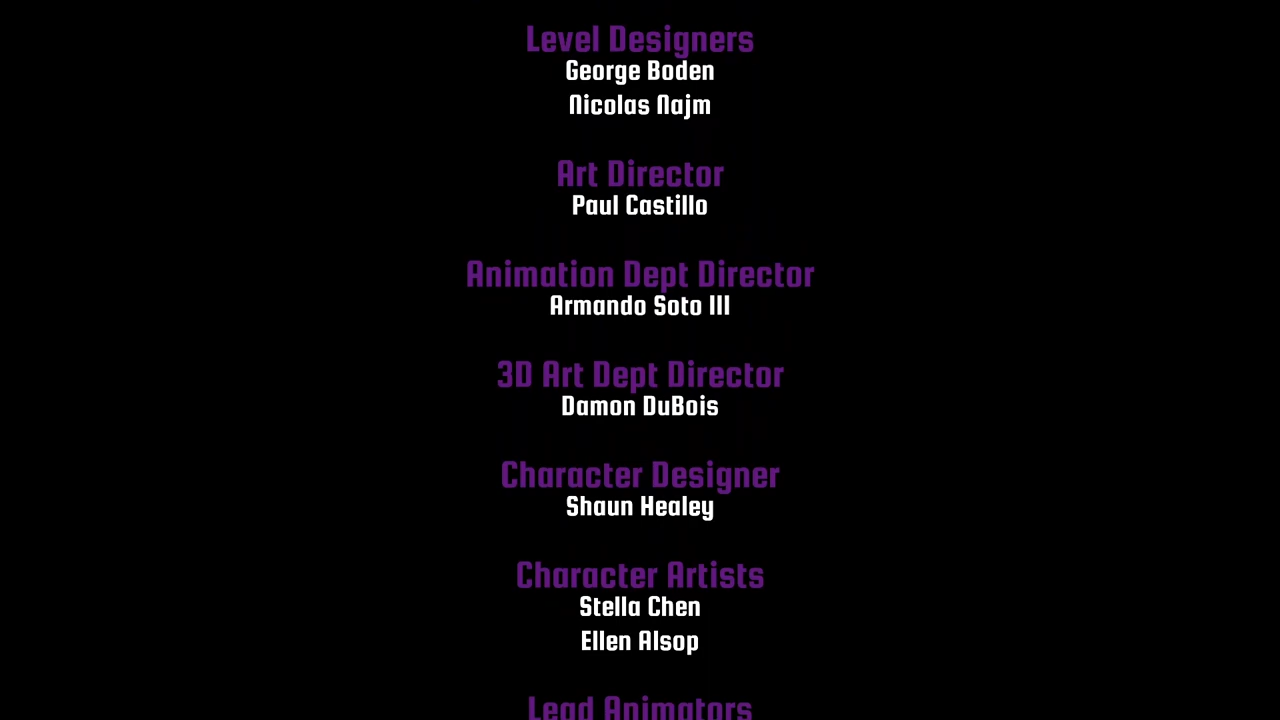 Level Designers
George Boden
Nicolas Najm
Art Director
Paul Castillo
Animation Dept Director
Armando Soto III
3D Art Dept Director
Damon DuBois
Character Designer
Shaun Healey
Character Artists
Stella Chen
Ellen Alsop
Lead Animators